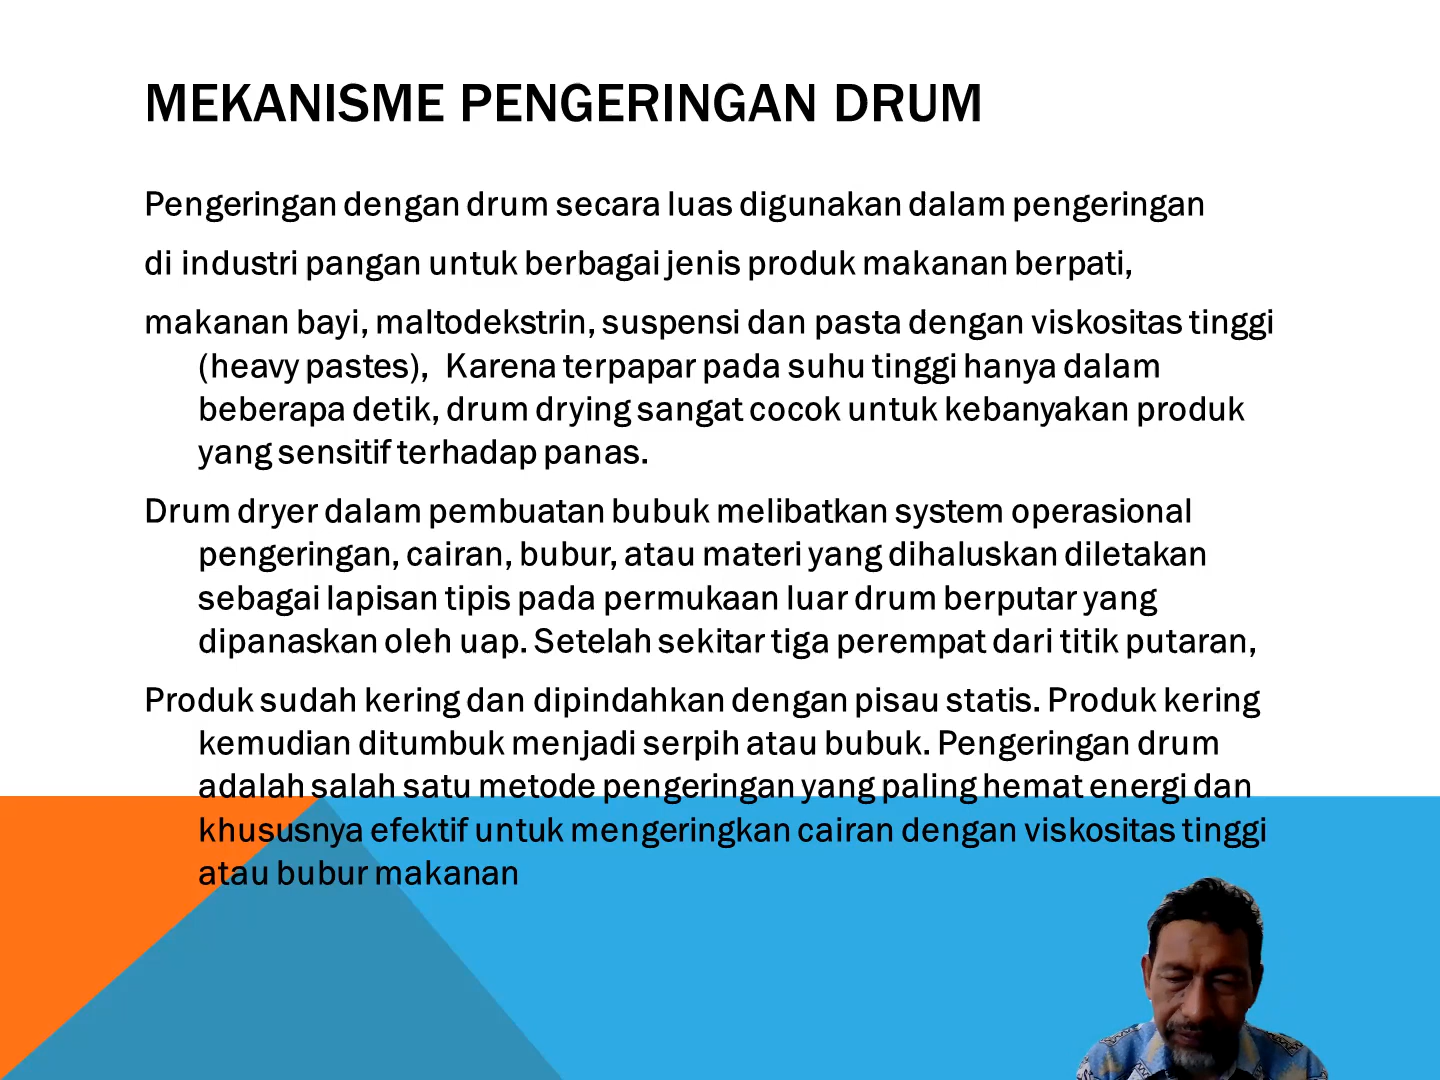 MEKANISME PENGERINGAN DRUM
Pengeringan dengan drum secara luas digunakan dalam pengeringan
di industri pangan untuk berbagai jenis produk makanan berpati,
makanan bayi, maltodekstrin, suspensi dan pasta dengan viskositas tinggi
(heavy pastes), Karena terpapar pada suhu tinggi hanya dalam
beberapa detik, drum drying sangat cocok untuk kebanyakan produk
yang sensitif terhadap panas.
Drum dryer dalam pembuatan bubuk melibatkan system operasional
pengeringan, cairan, bubur, atau materi yang dihaluskan diletakan
sebagai lapisan tipis pada permukaan luar drum berputar yang
dipanaskan oleh uap. Setelah sekitar tiga perempat dari titik putaran,
Produk sudah kering dan dipindahkan dengan pisau statis. Produk kering
kemudian ditumbuk menjadi serpih atau bubuk. Pengeringan drum
adalah salah satu metode pengeringan yang paling hemat energi dan
khususnya efektif untuk mengeringkan cairan dengan viskositas tinggi
atau bubur makanan